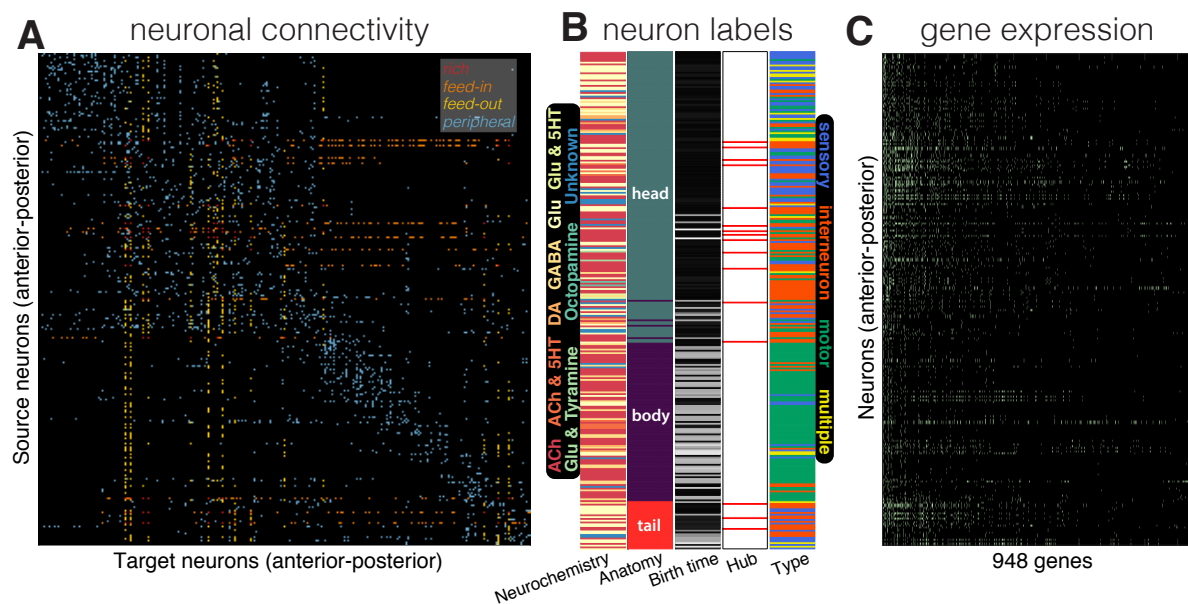 A neuronal connectivity
B neuron labels
C gene expression
rich
feed-in
feed-out
peripheral
Source neurons (anterior-posterior)
Target neurons (anterior-posterior)
ACh ACh & 5HT DA GABA Glu Glu & 5HT
Glu & Tyramine Octopamine Unknown
head
body
tail
Neurochemistry
Anatomy
Birth time
Hub
Type
sensory interneuron motor multiple
Neurons (anterior-posterior)
948 genes